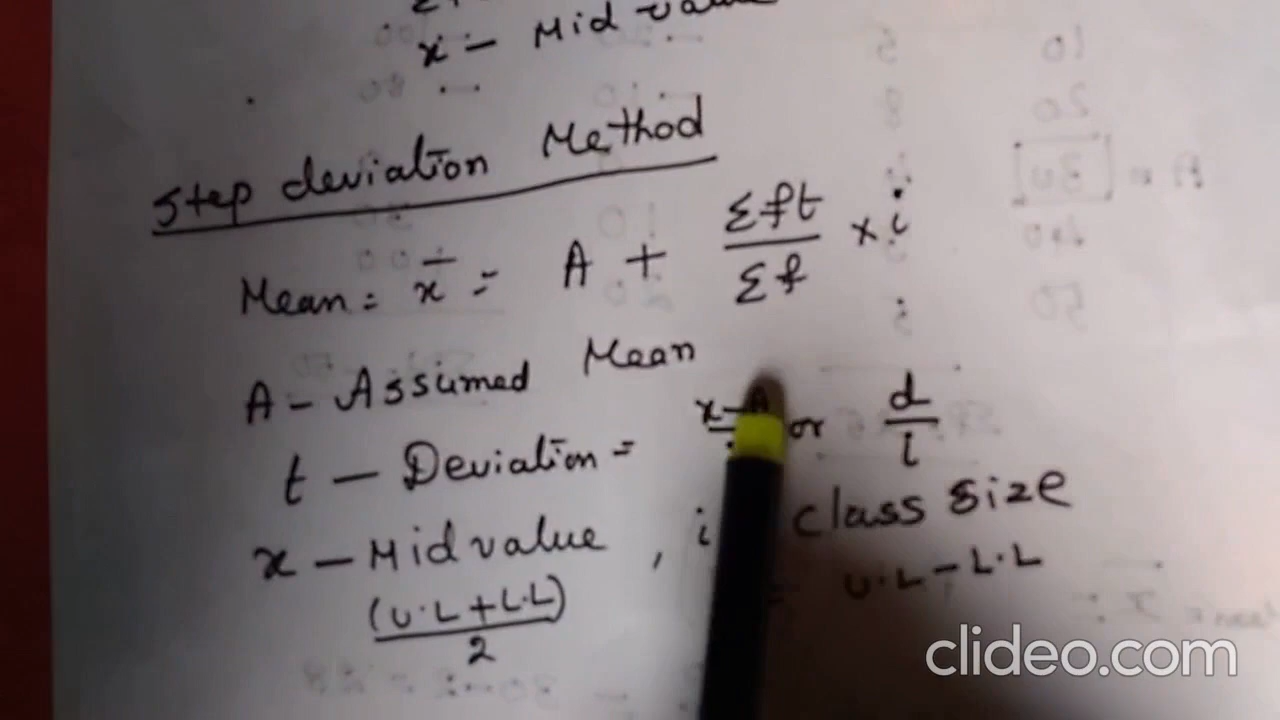 x - Mid value
Step deviation Method
Mean = x̄ = A + Σft/Σf × i
A - Assumed Mean
t - Deviation = x-A or d/i
x - Mid value , i class size
(U.L+L.L)/2 = U.L-L.L
clideo.com